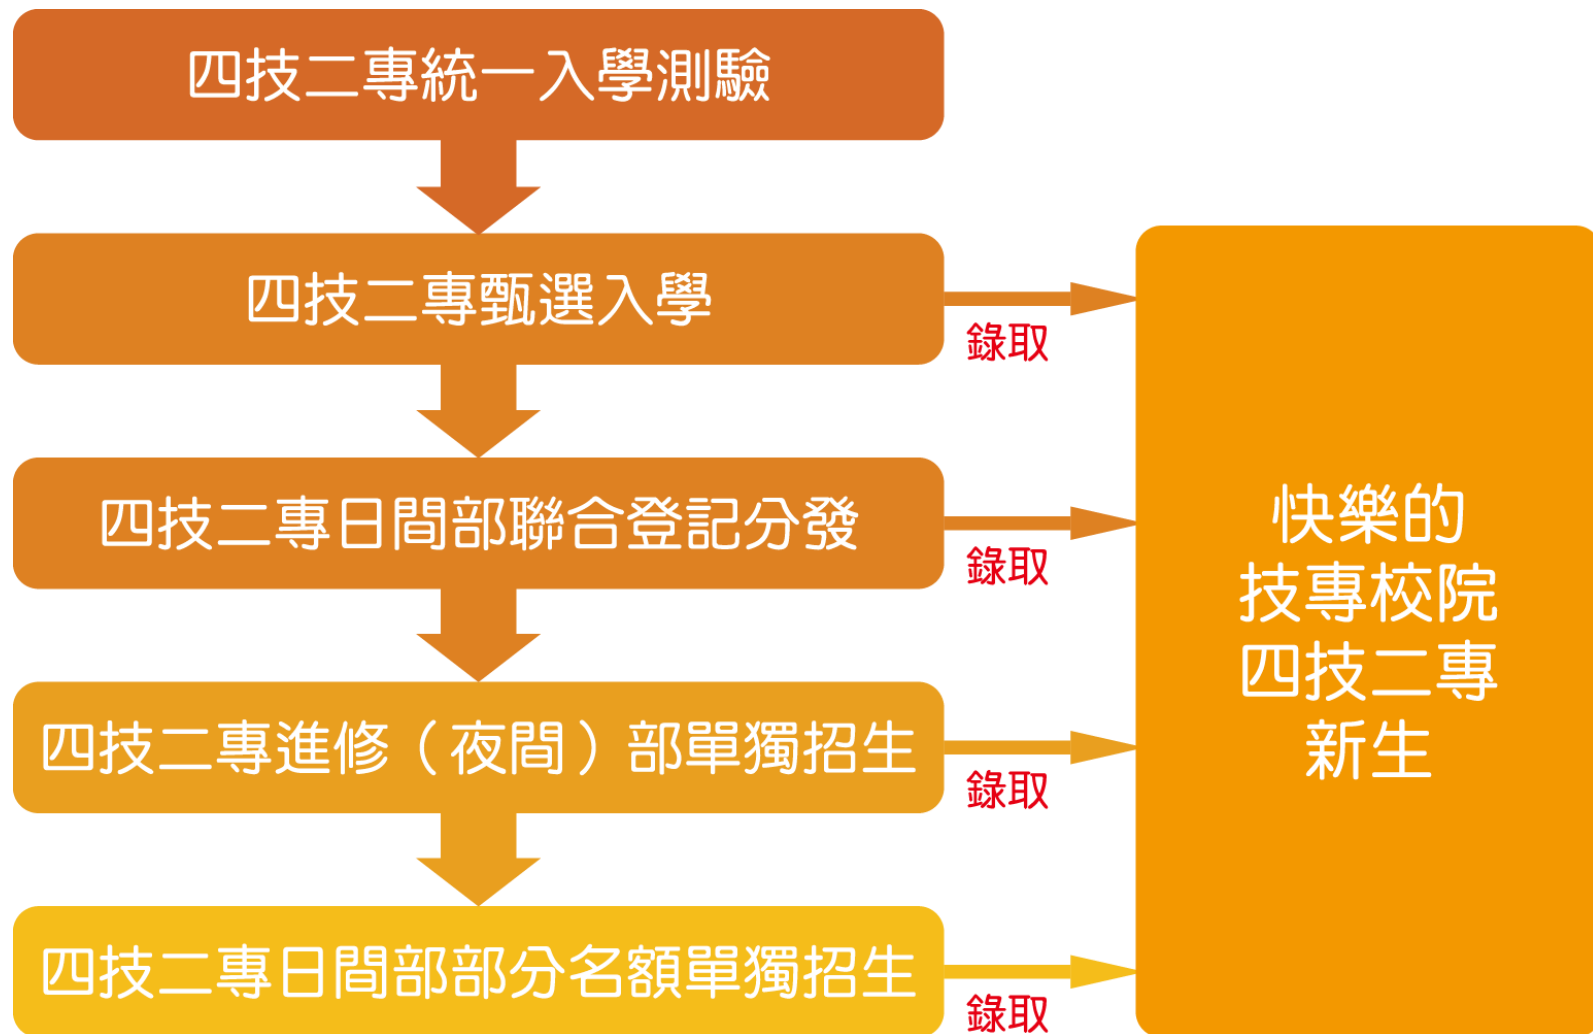 四技二專統一入學測驗
四技二專甄選入學
錄取
四技二專日間部聯合登記分發
錄取
四技二專進修（夜間）部單獨招生
錄取
四技二專日間部部分名額單獨招生
錄取
快樂的
技專校院
四技二專
新生